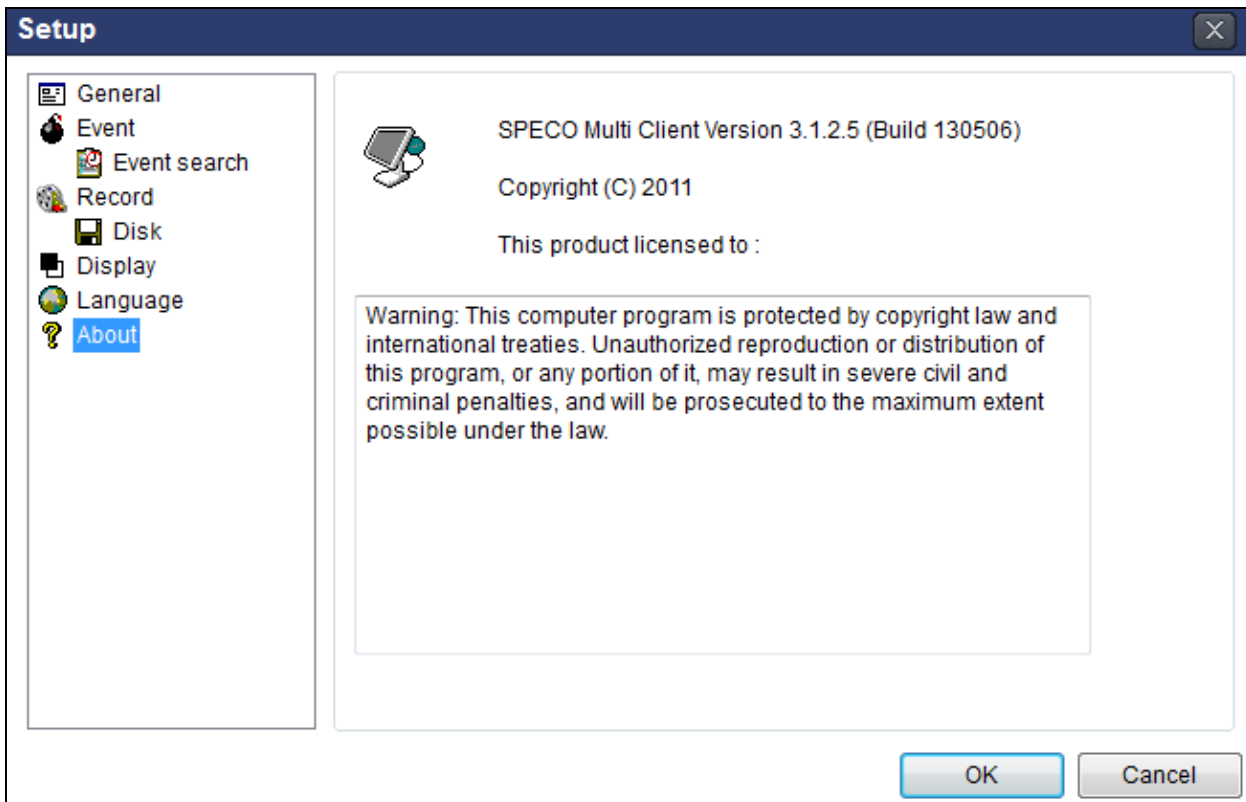 Setup
General
Event
Event search
Record
Disk
Display
Language
About
SPECO Multi Client Version 3.1.2.5 (Build 130506)
Copyright (C) 2011
This product licensed to :
Warning: This computer program is protected by copyright law and
international treaties. Unauthorized reproduction or distribution of
this program, or any portion of it, may result in severe civil and
criminal penalties, and will be prosecuted to the maximum extent
possible under the law.
OK
Cancel